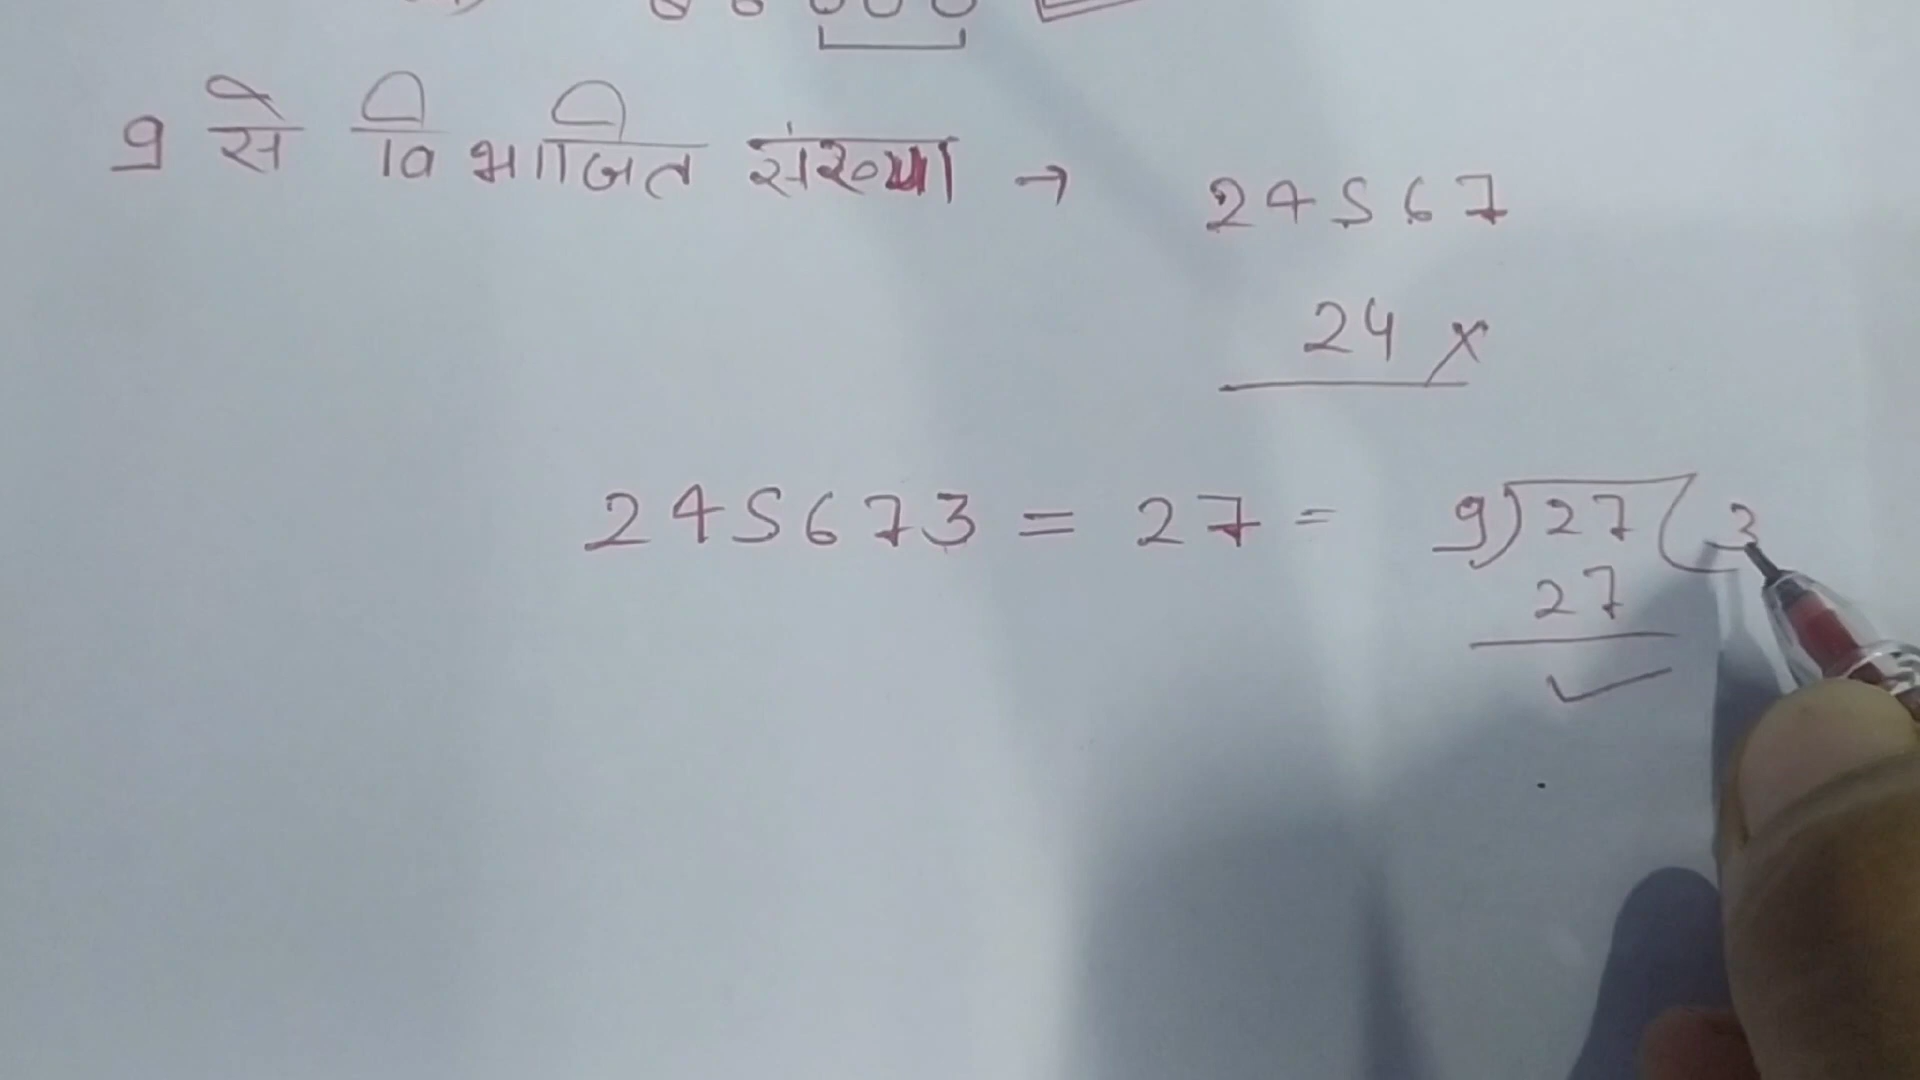 9 से विभाजित संख्या → 24567
24 x
245673 = 27 = 9)27(3
27